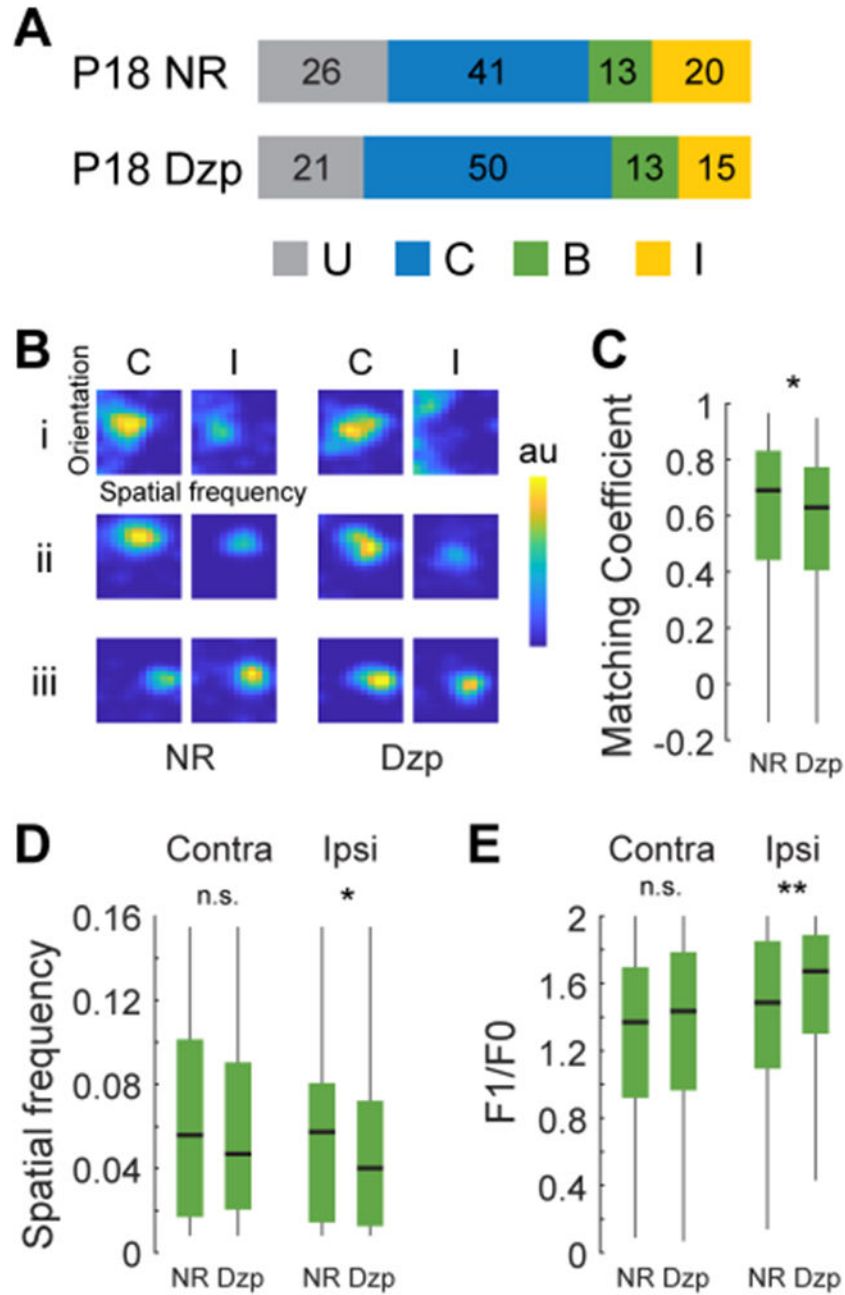 A
P18 NR 26 41 13 20
P18 Dzp 21 50 13 15
U C B I
B
C I C I
Orientation
i
Spatial frequency
ii
iii
NR Dzp
au
C
*
Matching Coefficient
1
0.8
0.6
0.4
0.2
0
-0.2
NR Dzp
D
Contra Ipsi
n.s. *
Spatial frequency
0.16
0.12
0.08
0.04
0
NR Dzp NR Dzp
E
Contra Ipsi
n.s. **
F1/F0
2
1.6
1.2
0.8
0.4
0
NR Dzp NR Dzp